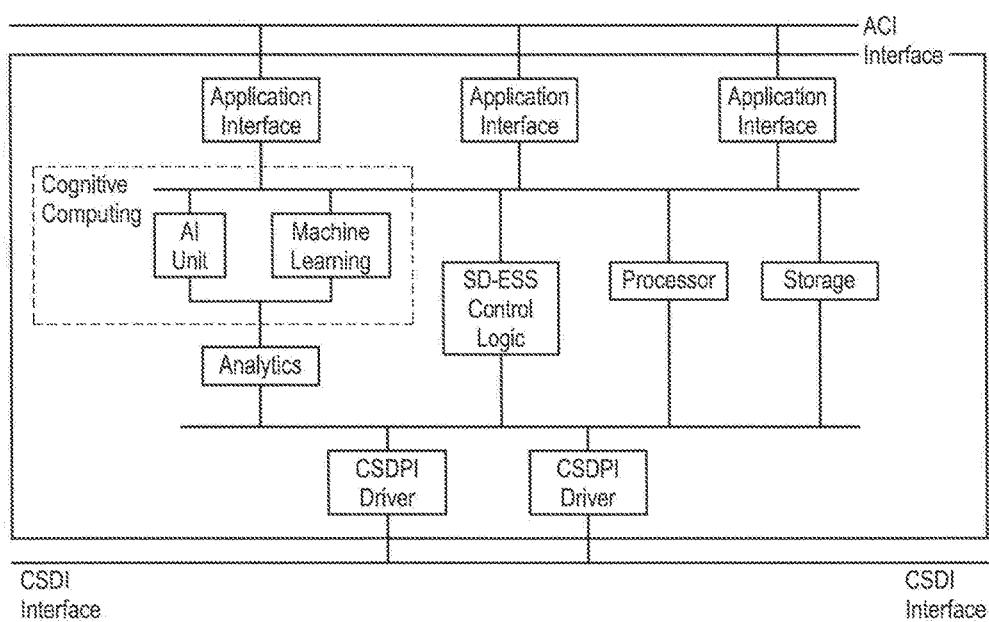 ACI
Interface
Application
Interface
Application
Interface
Application
Interface
Cognitive
Computing
AI
Unit
Machine
Learning
SD-ESS
Control
Logic
Processor
Storage
Analytics
CSDPI
Driver
CSDPI
Driver
CSDI
Interface
CSDI
Interface